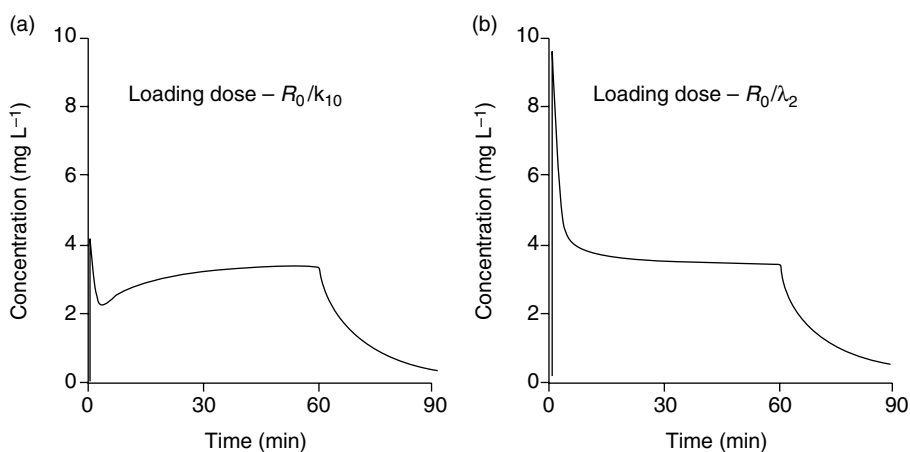 (a)
Concentration (mg L⁻¹)
10
8
6
4
2
0
Loading dose – R₀/k₁₀
0 30 60 90
Time (min)
(b)
Concentration (mg L⁻¹)
10
8
6
4
2
0
Loading dose – R₀/λ₂
0 30 60 90
Time (min)